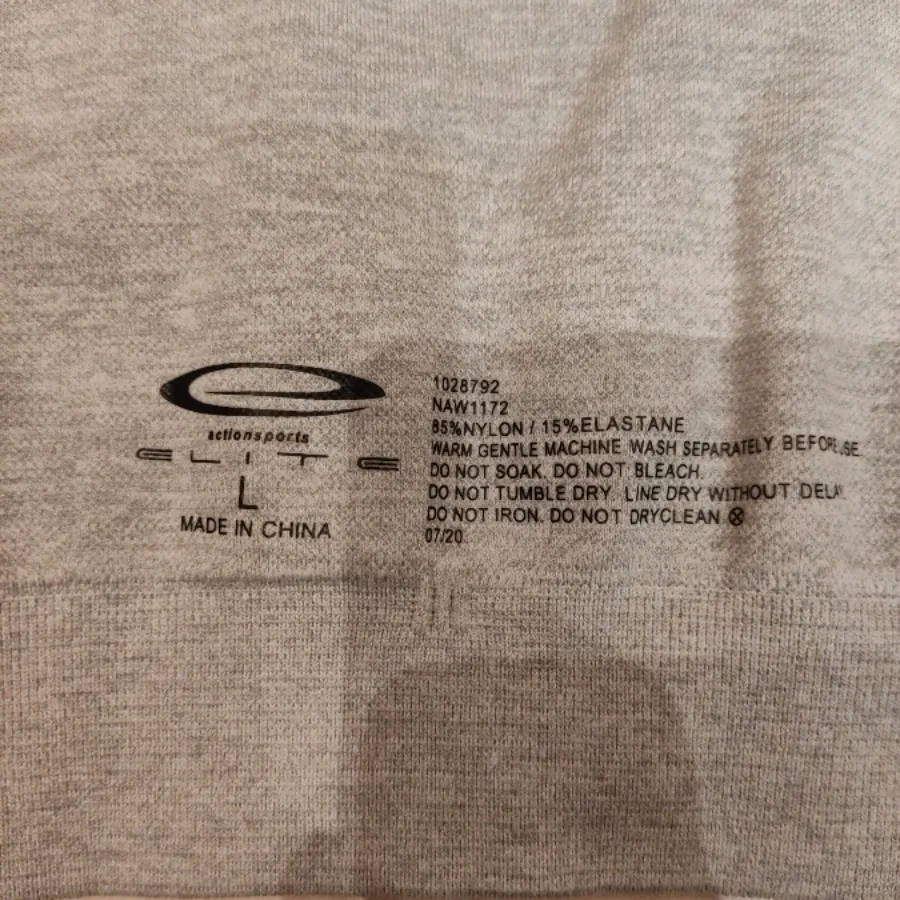 actionsports
ELITE
L
MADE IN CHINA
1028792
NAW1172
85%NYLON / 15%ELASTANE
WARM GENTLE MACHINE WASH SEPARATELY BEFORE
DO NOT SOAK. DO NOT BLEACH.
DO NOT TUMBLE DRY. LINE DRY WITHOUT DELA
DO NOT IRON. DO NOT DRYCLEAN ⊗
07/20